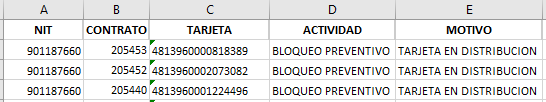 A B C D E
NIT CONTRATO TARJETA ACTIVIDAD MOTIVO
901187660 205453 4813960000818389 BLOQUEO PREVENTIVO TARJETA EN DISTRIBUCION
901187660 205452 4813960002073082 BLOQUEO PREVENTIVO TARJETA EN DISTRIBUCION
901187660 205440 4813960001224496 BLOQUEO PREVENTIVO TARJETA EN DISTRIBUCION